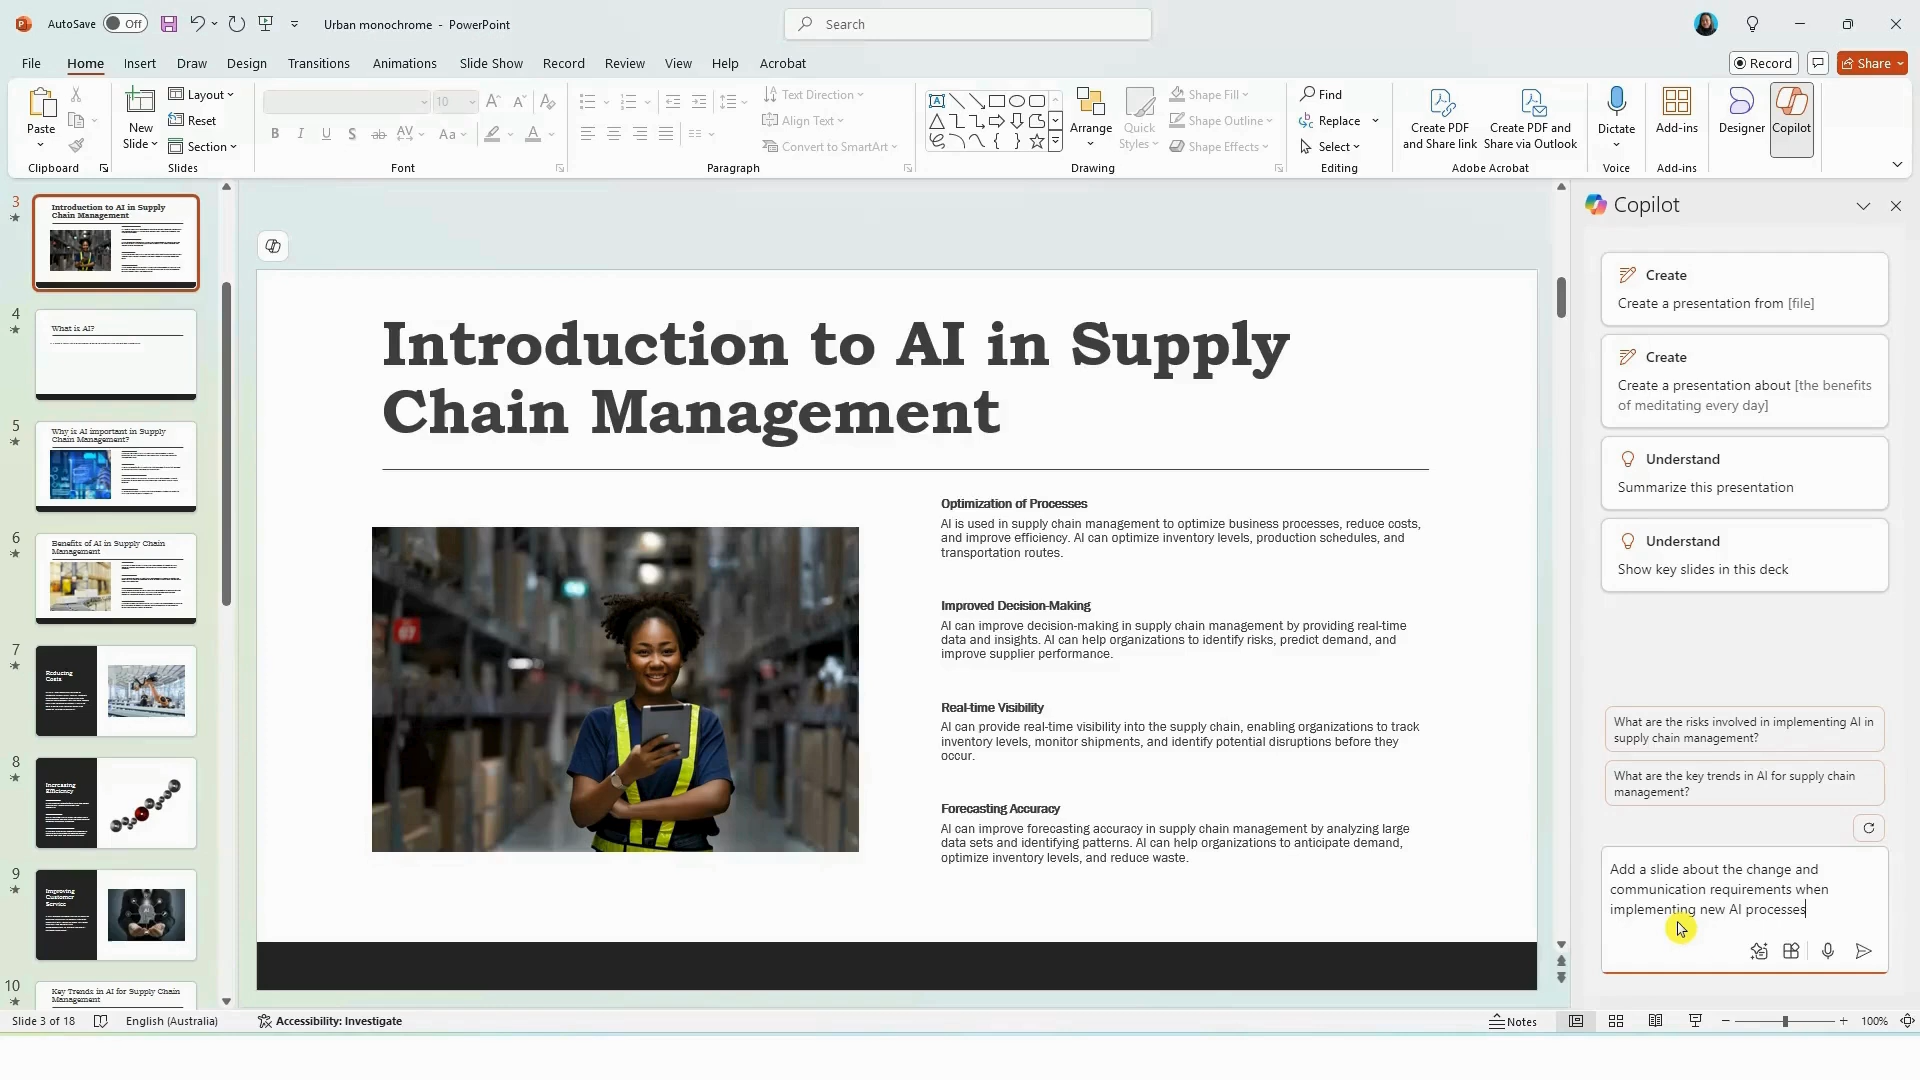 AutoSave Off Urban monochrome - PowerPoint Search
File Home Insert Draw Design Transitions Animations Slide Show Record Review View Help Acrobat Record Share
Paste
Clipboard
New
Slide
Layout
Reset
Section
Slides
10
B I U S ab AV Aa A
Font
Text Direction
Align Text
Convert to SmartArt
Paragraph
Arrange
Quick
Styles
Shape Fill
Shape Outline
Shape Effects
Drawing
Find
Replace
Select
Editing
Create PDF
and Share link
Create PDF and
Share via Outlook
Adobe Acrobat
Dictate
Voice
Add-ins
Add-ins
Designer
Copilot
3
Introduction to AI in Supply
Chain Management
4
What is AI?
5
Why is AI important in Supply
Chain Management?
6
Benefits of AI in Supply Chain
Management
7
Reducing
Costs
8
Increasing
Efficiency
9
Improving
Customer
Service
10
Key Trends in AI for Supply Chain
Management
Introduction to AI in Supply
Chain Management
Optimization of Processes
AI is used in supply chain management to optimize business processes, reduce costs,
and improve efficiency. AI can optimize inventory levels, production schedules, and
transportation routes.
Improved Decision-Making
AI can improve decision-making in supply chain management by providing real-time
data and insights. AI can help organizations to identify risks, predict demand, and
improve supplier performance.
Real-time Visibility
AI can provide real-time visibility into the supply chain, enabling organizations to track
inventory levels, monitor shipments, and identify potential disruptions before they
occur.
Forecasting Accuracy
AI can improve forecasting accuracy in supply chain management by analyzing large
data sets and identifying patterns. AI can help organizations to anticipate demand,
optimize inventory levels, and reduce waste.
Copilot
Create
Create a presentation from [file]
Create
Create a presentation about [the benefits
of meditating every day]
Understand
Summarize this presentation
Understand
Show key slides in this deck
What are the risks involved in implementing AI in
supply chain management?
What are the key trends in AI for supply chain
management?
Add a slide about the change and
communication requirements when
implementing new AI processes
Slide 3 of 18 English (Australia) Accessibility: Investigate Notes 100%